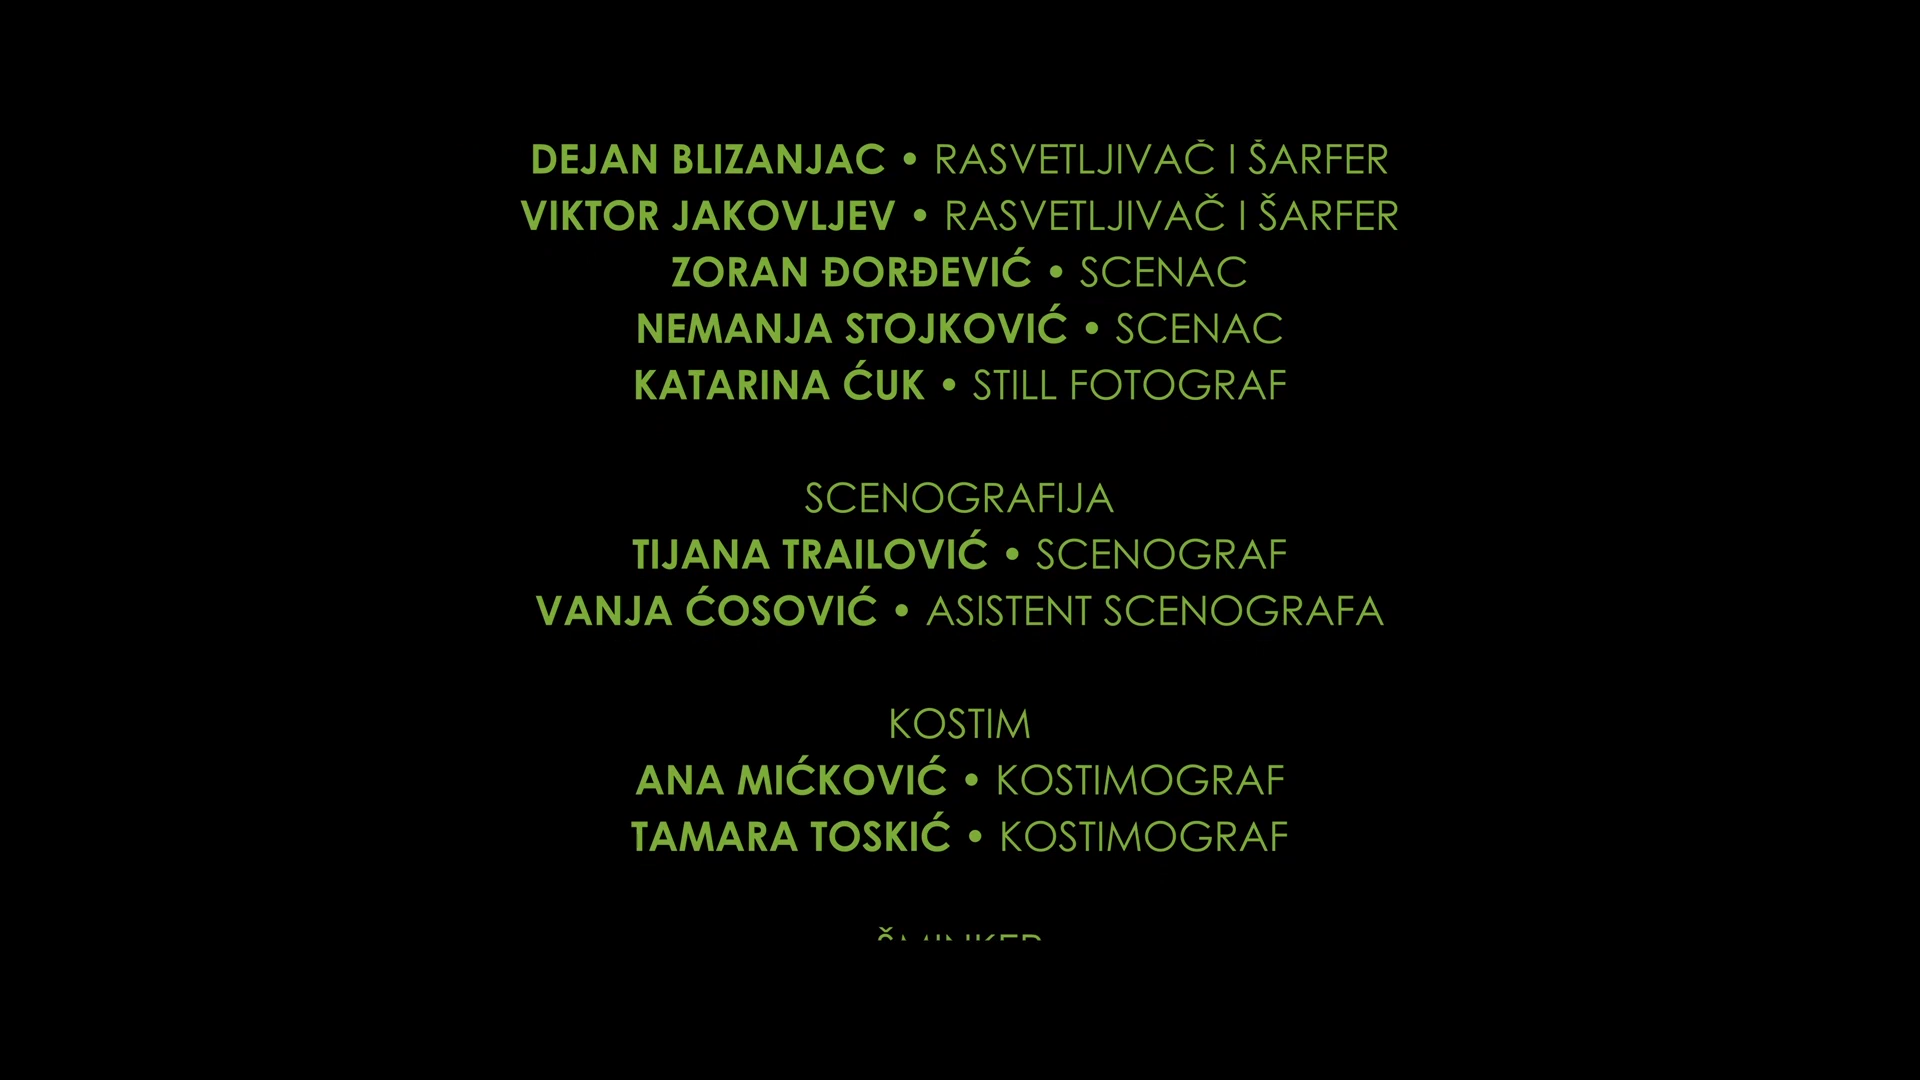 DEJAN BLIZANJAC • RASVETLJIVAČ I ŠARFER
VIKTOR JAKOVLJEV • RASVETLJIVAČ I ŠARFER
ZORAN ĐORĐEVIĆ • SCENAC
NEMANJA STOJKOVIĆ • SCENAC
KATARINA ĆUK • STILL FOTOGRAF
SCENOGRAFIJA
TIJANA TRAILOVIĆ • SCENOGRAF
VANJA ĆOSOVIĆ • ASISTENT SCENOGRAFA
KOSTIM
ANA MIĆKOVIĆ • KOSTIMOGRAF
TAMARA TOSKIĆ • KOSTIMOGRAF